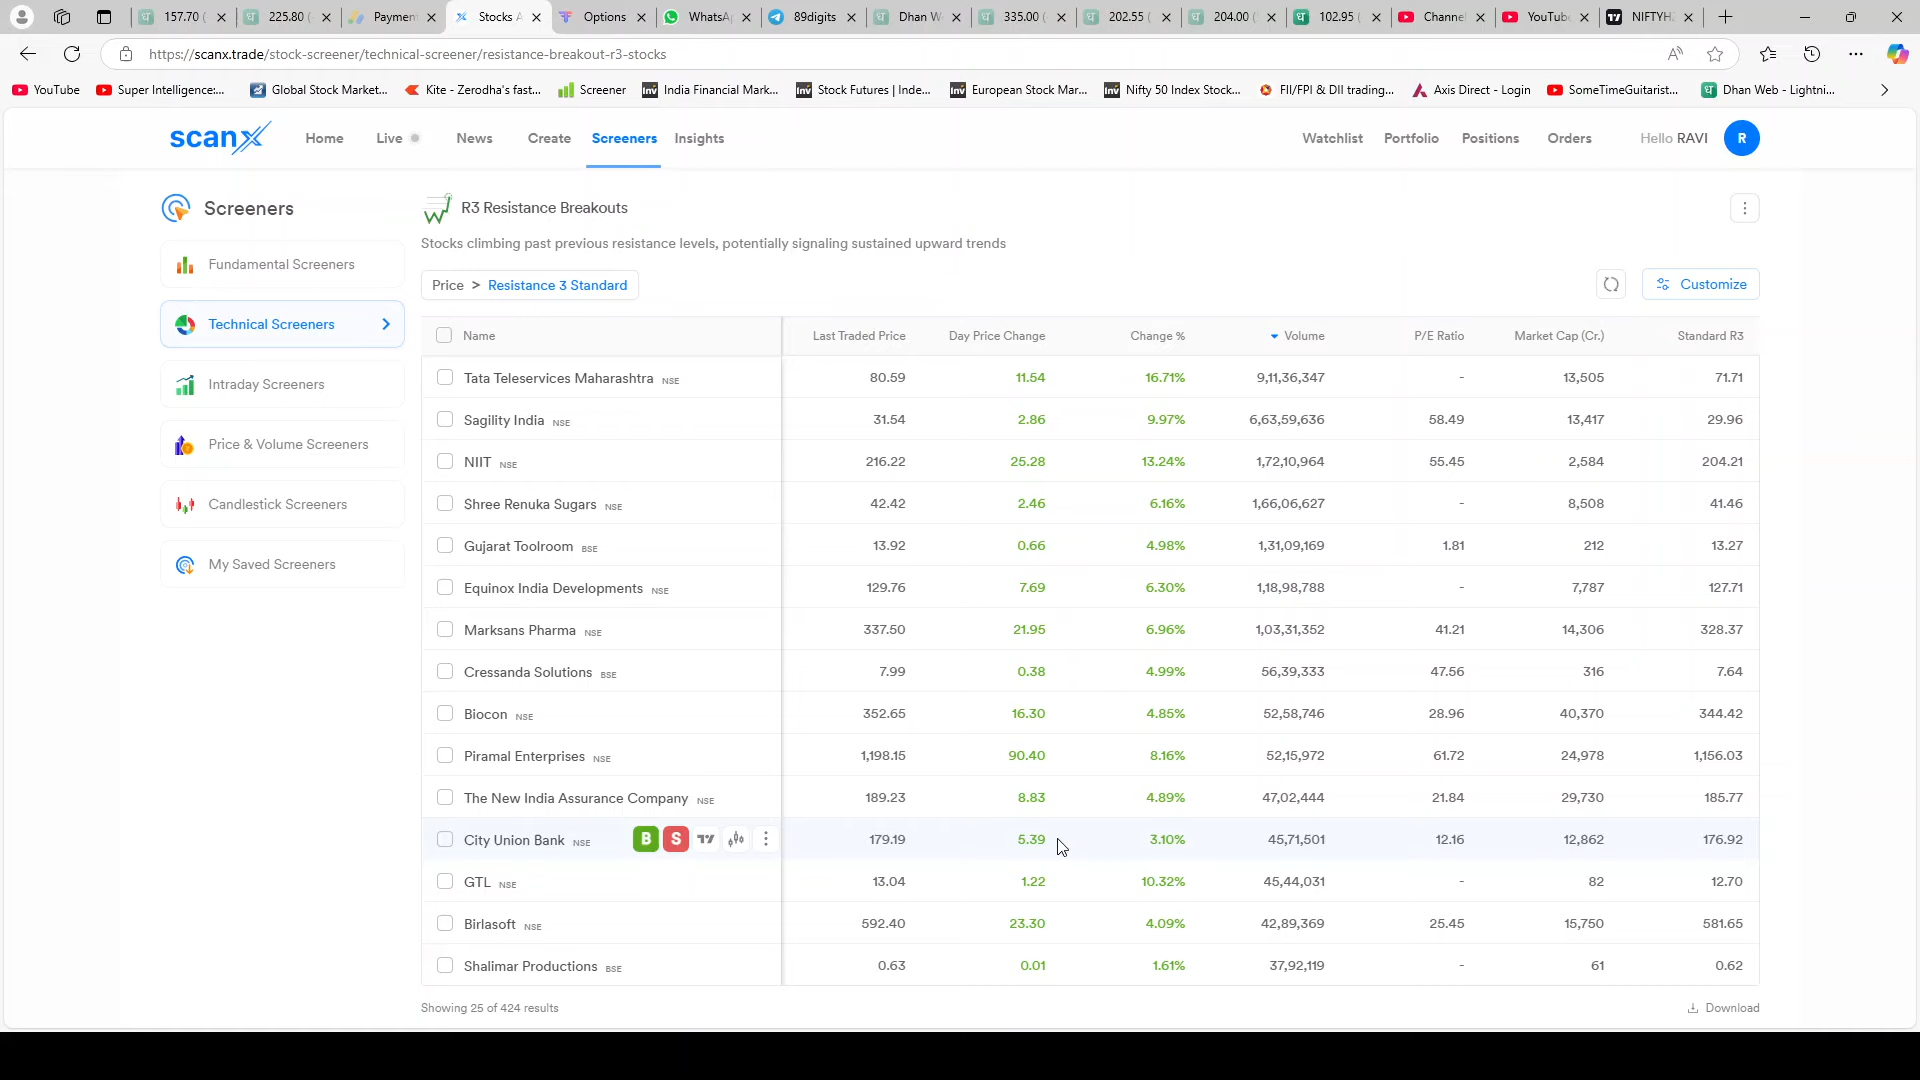 157.70 (
225.80 (
Paymen
Stocks A
Options
WhatsA
89digits
Dhan W
335.00 (
202.55 (
204.00 (
102.95 (
Channel
YouTube
NIFTYH
https://scanx.trade/stock-screener/technical-screener/resistance-breakout-r3-stocks
YouTube
Super Intelligence:...
Global Stock Market...
Kite - Zerodha's fast...
Screener
India Financial Mark...
Stock Futures | Inde...
European Stock Mar...
Nifty 50 Index Stock...
FII/FPI & DII trading...
Axis Direct - Login
SomeTimeGuitarist...
Dhan Web - Lightni...
scanX
Home
Live
News
Create
Screeners
Insights
Watchlist
Portfolio
Positions
Orders
Hello RAVI
R
Screeners
Fundamental Screeners
Technical Screeners
Intraday Screeners
Price & Volume Screeners
Candlestick Screeners
My Saved Screeners
R3 Resistance Breakouts
Stocks climbing past previous resistance levels, potentially signaling sustained upward trends
Price > Resistance 3 Standard
Customize
Name Last Traded Price Day Price Change Change % Volume P/E Ratio Market Cap (Cr.) Standard R3
Tata Teleservices Maharashtra NSE 80.59 11.54 16.71% 9,11,36,347 - 13,505 71.71
Sagility India NSE 31.54 2.86 9.97% 6,63,59,636 58.49 13,417 29.96
NIIT NSE 216.22 25.28 13.24% 1,72,10,964 55.45 2,584 204.21
Shree Renuka Sugars NSE 42.42 2.46 6.16% 1,66,06,627 - 8,508 41.46
Gujarat Toolroom BSE 13.92 0.66 4.98% 1,31,09,169 1.81 212 13.27
Equinox India Developments NSE 129.76 7.69 6.30% 1,18,98,788 - 7,787 127.71
Marksans Pharma NSE 337.50 21.95 6.96% 1,03,31,352 41.21 14,306 328.37
Cressanda Solutions BSE 7.99 0.38 4.99% 56,39,333 47.56 316 7.64
Biocon NSE 352.65 16.30 4.85% 52,58,746 28.96 40,370 344.42
Piramal Enterprises NSE 1,198.15 90.40 8.16% 52,15,972 61.72 24,978 1,156.03
The New India Assurance Company NSE 189.23 8.83 4.89% 47,02,444 21.84 29,730 185.77
City Union Bank NSE B S 179.19 5.39 3.10% 45,71,501 12.16 12,862 176.92
GTL NSE 13.04 1.22 10.32% 45,44,031 - 82 12.70
Birlasoft NSE 592.40 23.30 4.09% 42,89,369 25.45 15,750 581.65
Shalimar Productions BSE 0.63 0.01 1.61% 37,92,119 - 61 0.62
Showing 25 of 424 results
Download